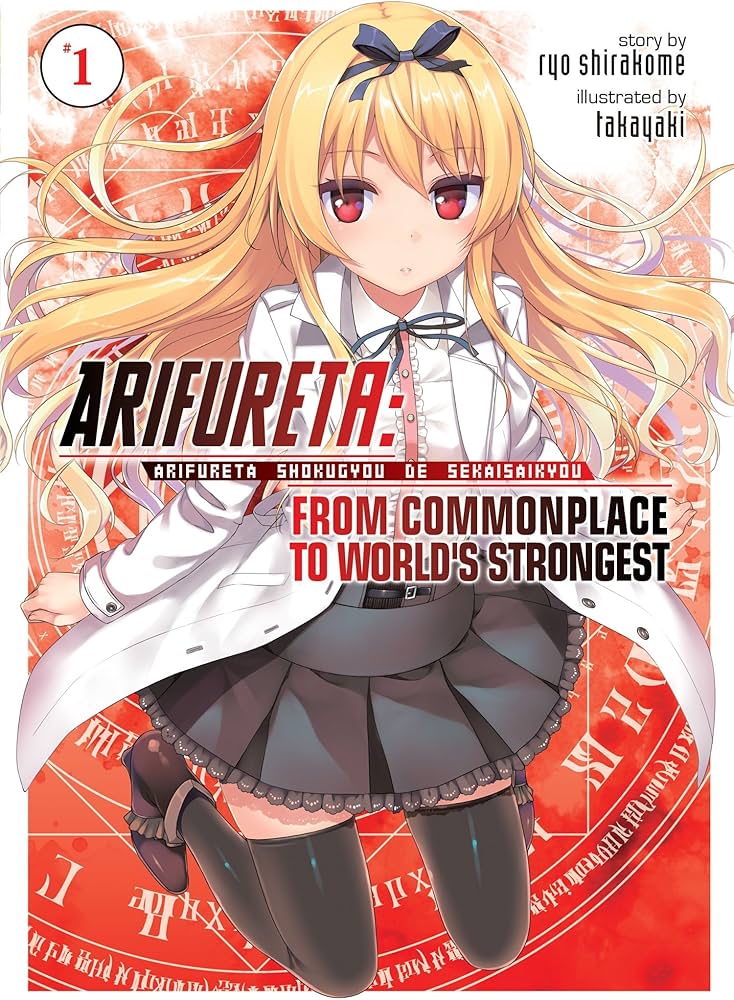 #1
story by
ryo shirakome
illustrated by
takayaki
ARIFURETA:
ARIFURETA SHOKUGYOU DE SEKAISAIKYOU
FROM COMMONPLACE
TO WORLD'S STRONGEST